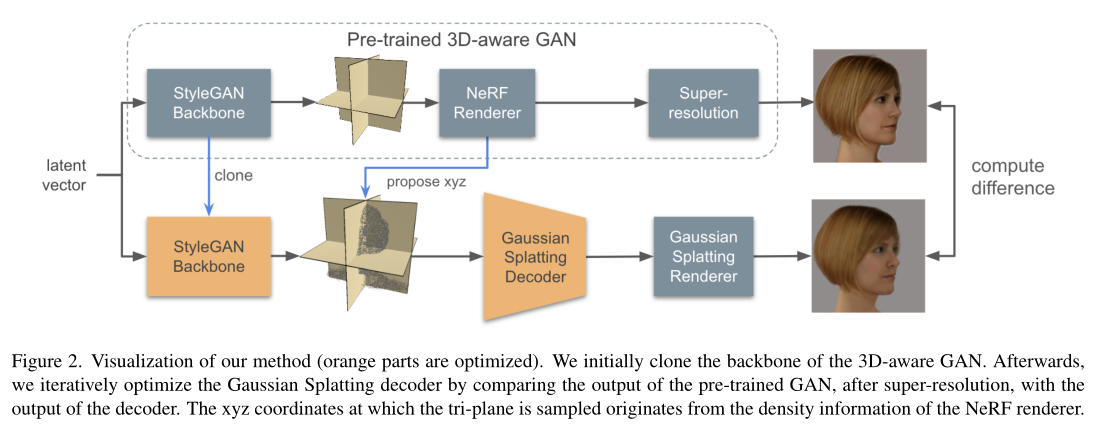 Pre-trained 3D-aware GAN
StyleGAN
Backbone
NeRF
Renderer
Super-
resolution
latent
vector
clone
propose xyz
compute
difference
StyleGAN
Backbone
Gaussian
Splatting
Decoder
Gaussian
Splatting
Renderer
Figure 2. Visualization of our method (orange parts are optimized). We initially clone the backbone of the 3D-aware GAN. Afterwards,
we iteratively optimize the Gaussian Splatting decoder by comparing the output of the pre-trained GAN, after super-resolution, with the
output of the decoder. The xyz coordinates at which the tri-plane is sampled originates from the density information of the NeRF renderer.